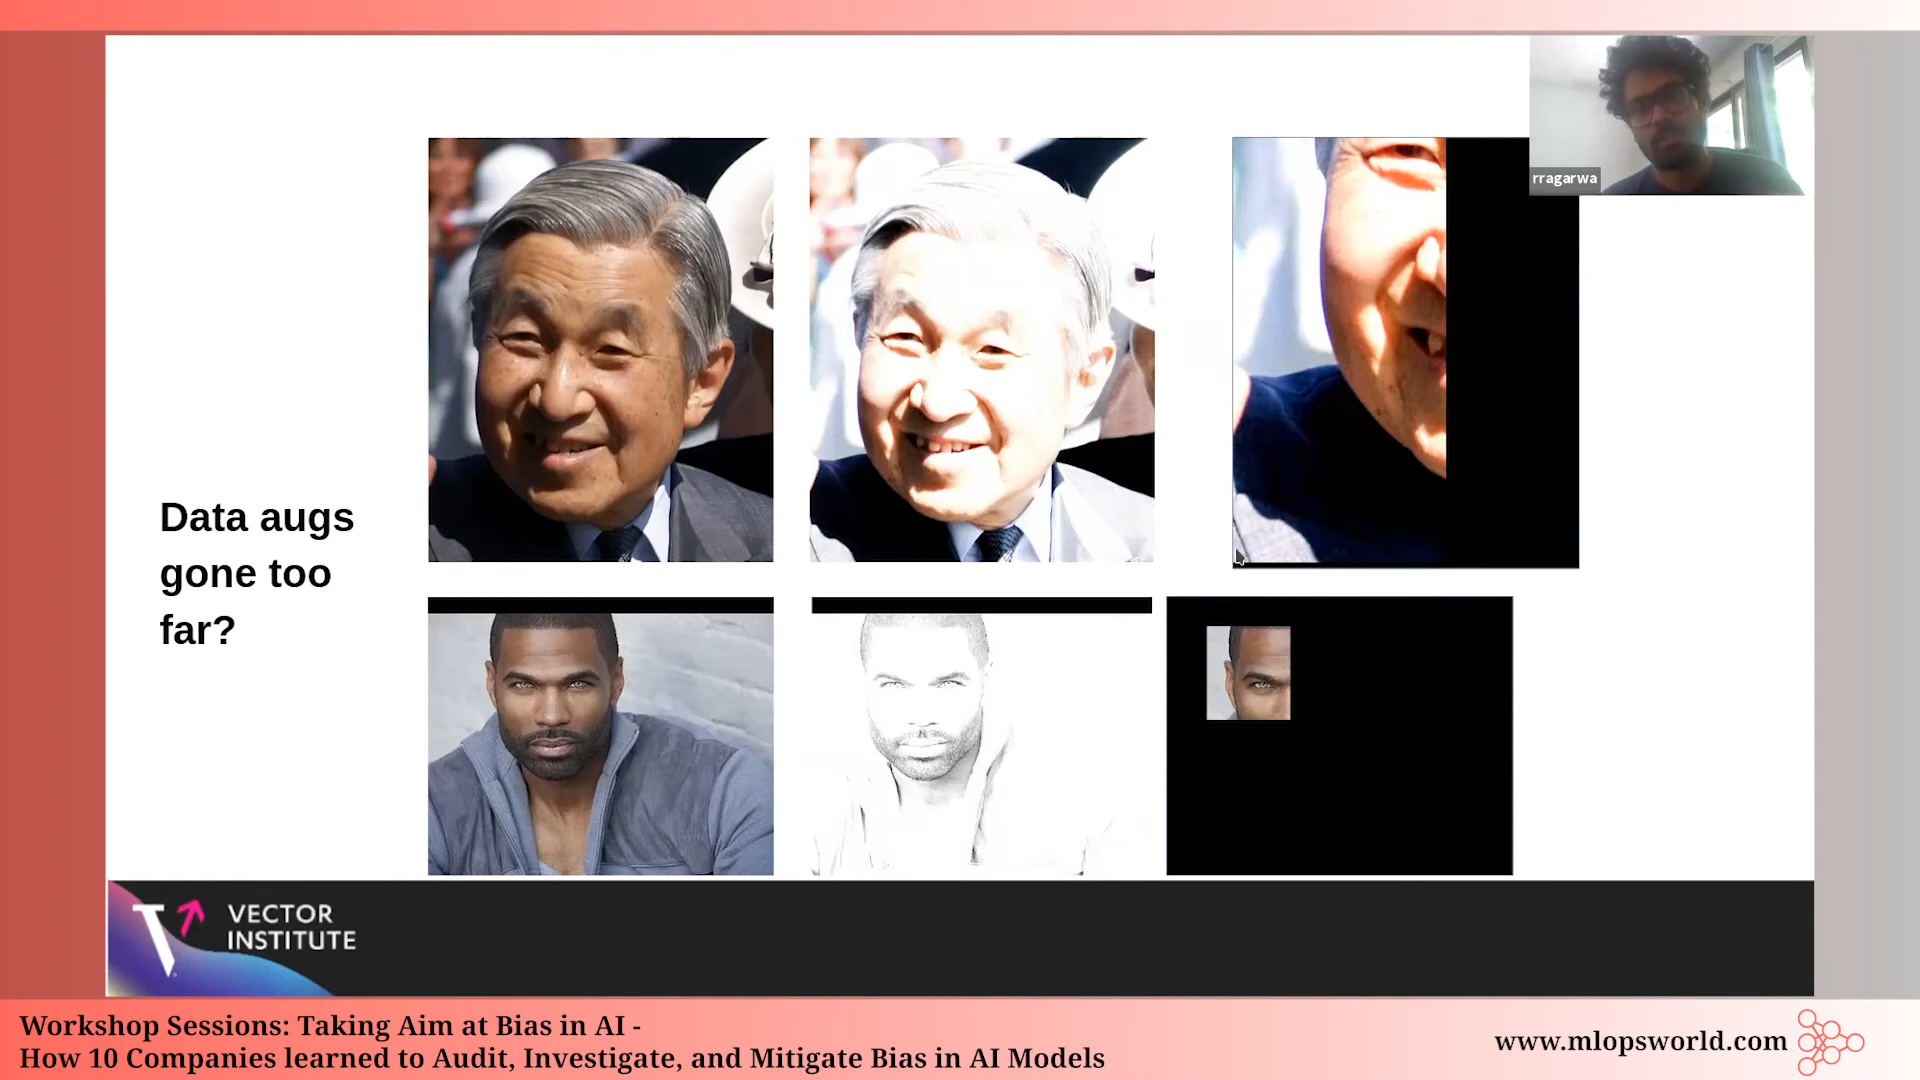 rragarwa
Data augs
gone too
far?
VECTOR
INSTITUTE
Workshop Sessions: Taking Aim at Bias in AI -
How 10 Companies learned to Audit, Investigate, and Mitigate Bias in AI Models
www.mlopsworld.com